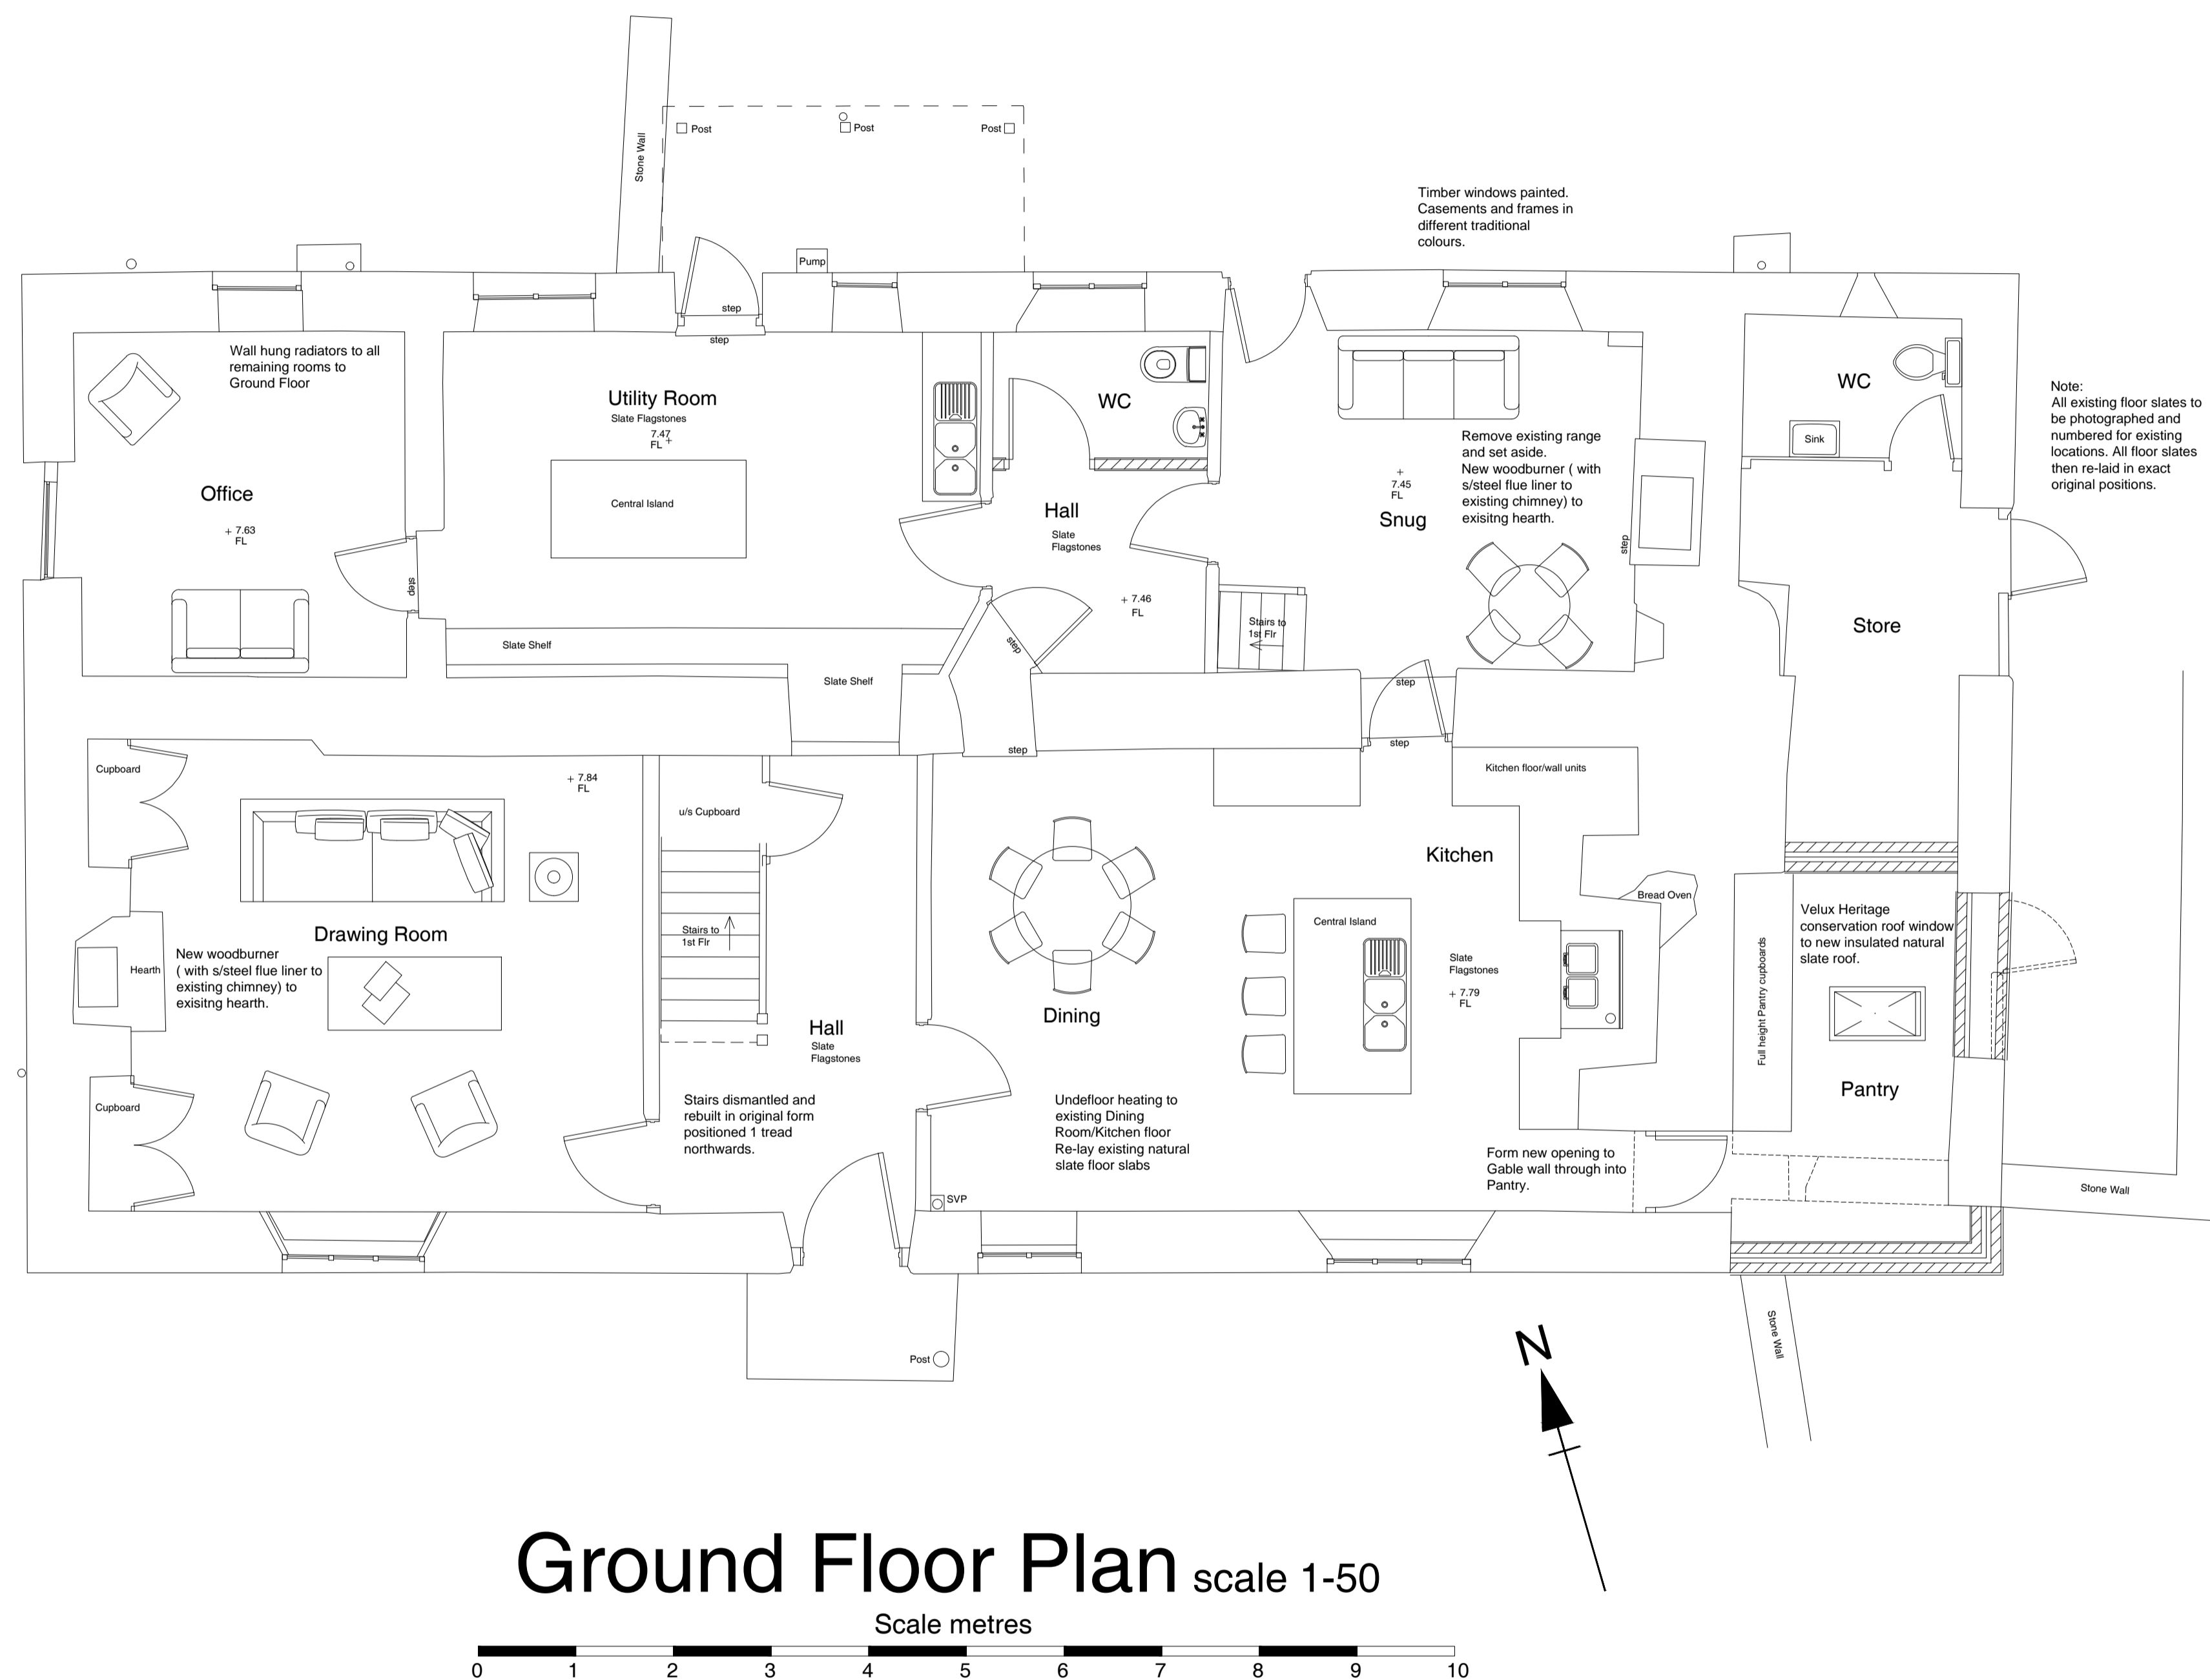 Stone Wall
Post
Post
Post
Timber windows painted.
Casements and frames in
different traditional
colours.
Pump
step
step
Wall hung radiators to all
remaining rooms to
Ground Floor
Utility Room
Slate Flagstones
7.47
FL
Central Island
Office
7.63
FL
step
WC
Hall
Slate
Flagstones
7.46
FL
step
Remove existing range
and set aside.
New woodburner ( with
s/steel flue liner to
existing chimney) to
exisitng hearth.
7.45
FL
Snug
step
Stairs to
1st Flr
WC
Sink
Store
Note:
All existing floor slates to
be photographed and
numbered for existing
locations. All floor slates
then re-laid in exact
original positions.
Slate Shelf
Slate Shelf
step
step
step
Cupboard
7.84
FL
u/s Cupboard
Stairs to
1st Flr
Drawing Room
Hearth
New woodburner
( with s/steel flue liner to
existing chimney) to
exisitng hearth.
Cupboard
Hall
Slate
Flagstones
Stairs dismantled and
rebuilt in original form
positioned 1 tread
northwards.
SVP
Dining
Undefloor heating to
existing Dining
Room/Kitchen floor
Re-lay existing natural
slate floor slabs
Kitchen floor/wall units
Kitchen
Central Island
Slate
Flagstones
7.79
FL
Bread Oven
Form new opening to
Gable wall through into
Pantry.
Full height Pantry cupboards
Velux Heritage
conservation roof window
to new insulated natural
slate roof.
Pantry
Stone Wall
Stone Wall
Post
N
Ground Floor Plan scale 1-50
Scale metres
0 1 2 3 4 5 6 7 8 9 10